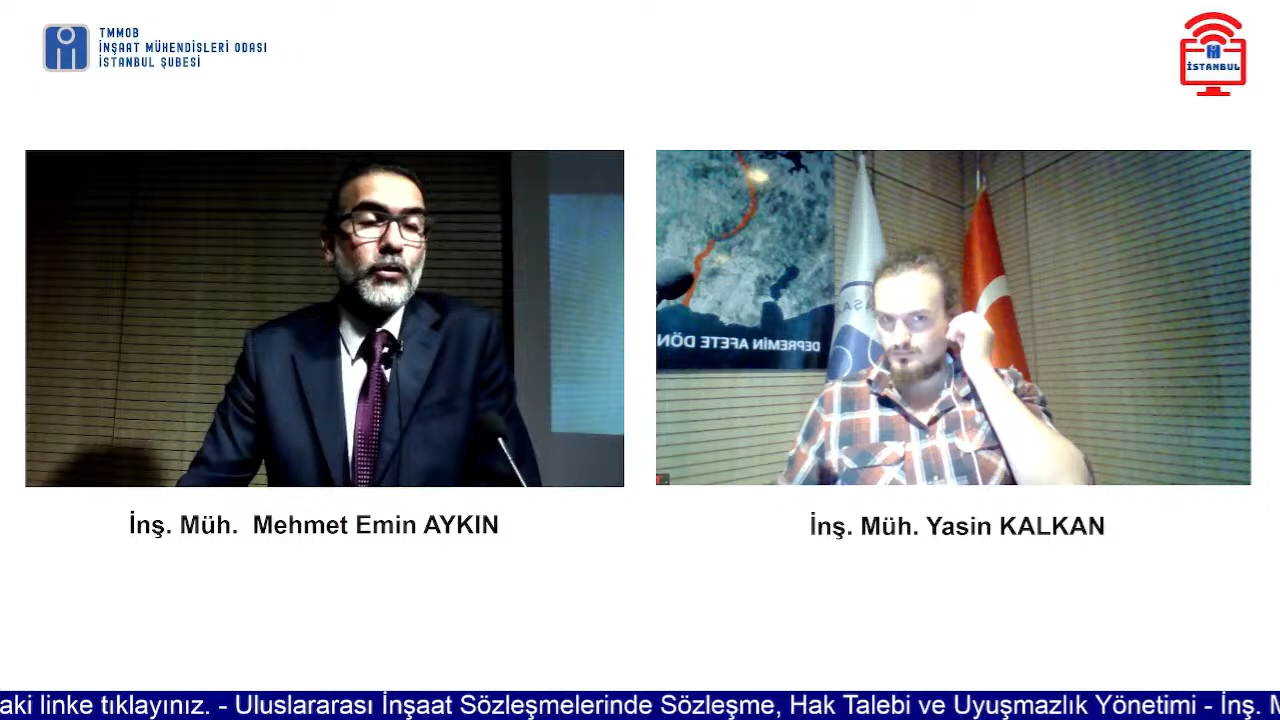 TMMOB
İNŞAAT MÜHENDİSLERİ ODASI
İSTANBUL ŞUBESİ
İSTANBUL
DEPREMİN AFETE DÖN
İNŞA
İnş. Müh. Mehmet Emin AYKIN
İnş. Müh. Yasin KALKAN
aki linke tıklayınız. - Uluslararası İnşaat Sözleşmelerinde Sözleşme, Hak Talebi ve Uyuşmazlık Yönetimi - İnş. M